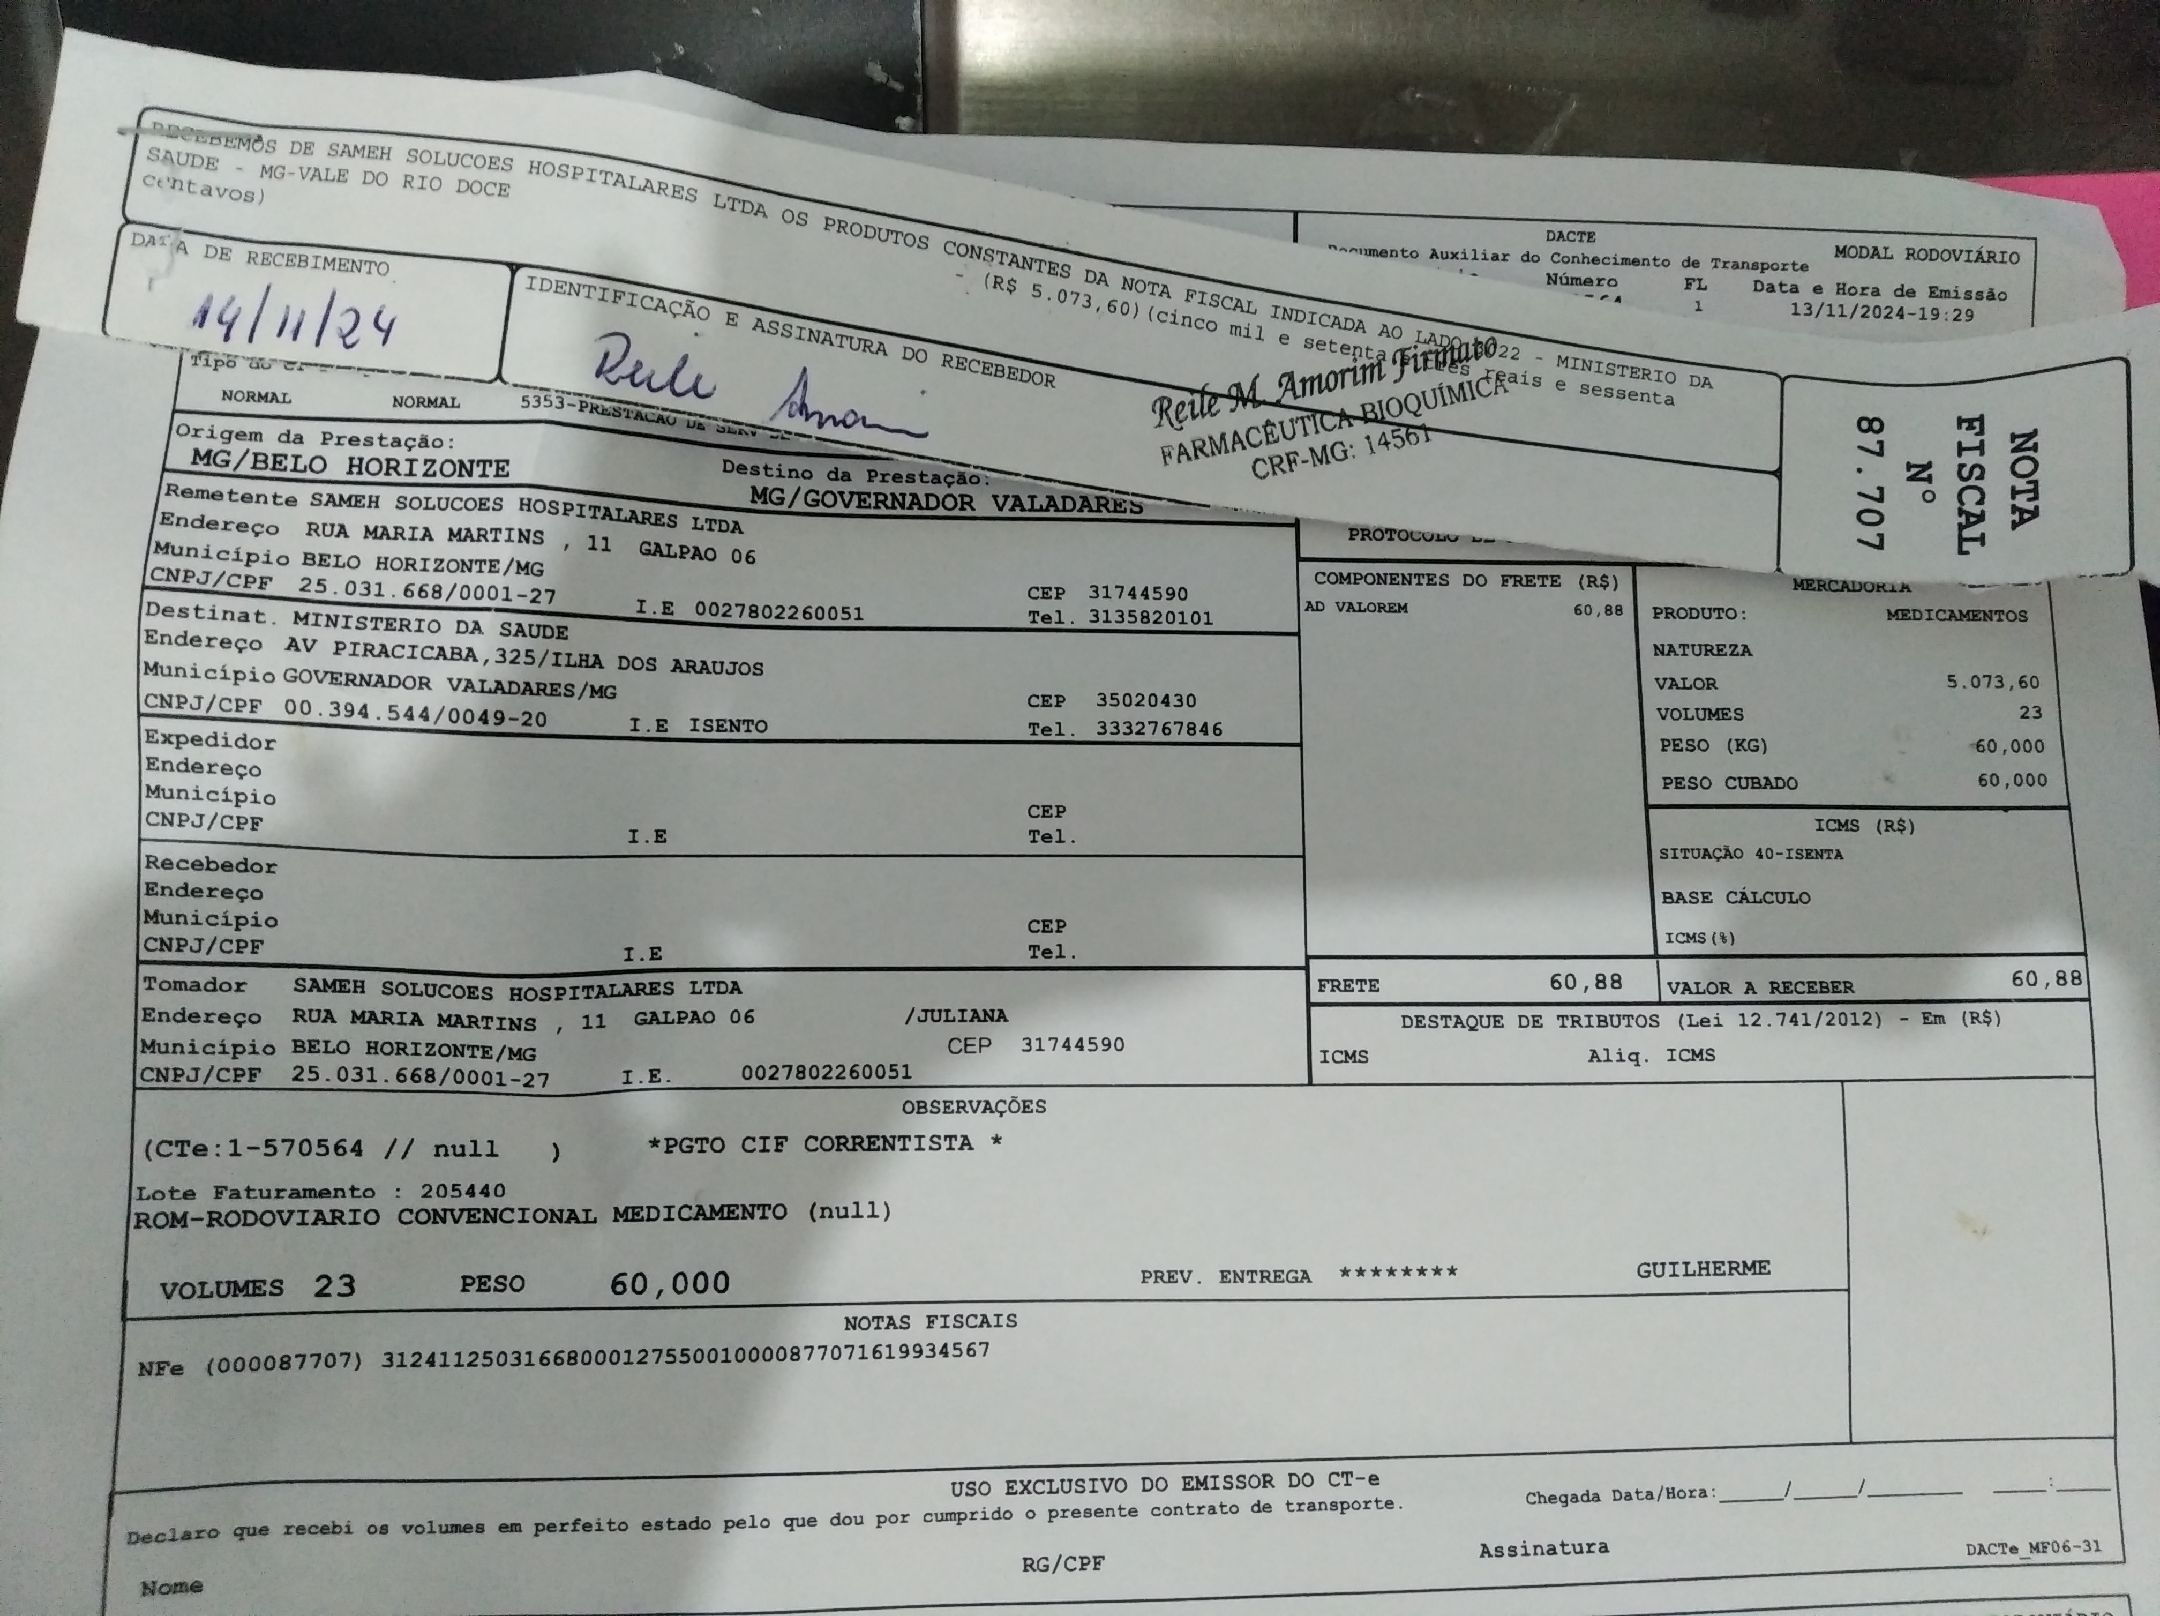 RECEBEMOS DE SAMEH SOLUCOES HOSPITALARES LTDA OS PRODUTOS CONSTANTES DA NOTA FISCAL INDICADA AO LADO 3022 - MINISTERIO DA
SAUDE - MG-VALE DO RIO DOCE - (R$ 5.073,60) (cinco mil e setenta e três reais e sessenta
centavos)
DATA DE RECEBIMENTO
14/11/24
IDENTIFICAÇÃO E ASSINATURA DO RECEBEDOR
Reile Amorim
Reile M. Amorim Firmato
FARMACÊUTICA-BIOQUÍMICA
CRF-MG: 14561
NOTA
FISCAL
Nº
87.707
DACTE
MODAL RODOVIÁRIO
Documento Auxiliar do Conhecimento de Transporte
Número FL Data e Hora de Emissão
1 13/11/2024-19:29
Tipo do
NORMAL NORMAL 5353-PRESTACAO DE SERV
Origem da Prestação:
MG/BELO HORIZONTE
Destino da Prestação:
MG/GOVERNADOR VALADARES
PROTOCOLO
Remetente SAMEH SOLUCOES HOSPITALARES LTDA
Endereço RUA MARIA MARTINS , 11 GALPAO 06
Município BELO HORIZONTE/MG CEP 31744590
CNPJ/CPF 25.031.668/0001-27 I.E 0027802260051 Tel. 3135820101
Destinat. MINISTERIO DA SAUDE
Endereço AV PIRACICABA,325/ILHA DOS ARAUJOS
Município GOVERNADOR VALADARES/MG CEP 35020430
CNPJ/CPF 00.394.544/0049-20 I.E ISENTO Tel. 3332767846
Expedidor
Endereço
Município CEP
CNPJ/CPF I.E Tel.
Recebedor
Endereço
Município CEP
CNPJ/CPF I.E Tel.
Tomador SAMEH SOLUCOES HOSPITALARES LTDA
Endereço RUA MARIA MARTINS , 11 GALPAO 06 /JULIANA
Município BELO HORIZONTE/MG CEP 31744590
CNPJ/CPF 25.031.668/0001-27 I.E. 0027802260051
COMPONENTES DO FRETE (R$)
AD VALOREM 60,88
MERCADORIA
PRODUTO: MEDICAMENTOS
NATUREZA
VALOR 5.073,60
VOLUMES 23
PESO (KG) 60,000
PESO CUBADO 60,000
ICMS (R$)
SITUAÇÃO 40-ISENTA
BASE CÁLCULO
ICMS(%)
FRETE 60,88 VALOR A RECEBER 60,88
DESTAQUE DE TRIBUTOS (Lei 12.741/2012) - Em (R$)
ICMS Aliq. ICMS
OBSERVAÇÕES
(CTe:1-570564 // null ) *PGTO CIF CORRENTISTA *
Lote Faturamento : 205440
ROM-RODOVIARIO CONVENCIONAL MEDICAMENTO (null)
VOLUMES 23 PESO 60,000 PREV. ENTREGA ******** GUILHERME
NOTAS FISCAIS
NFe (000087707) 31241125031668000127550010000877071619934567
USO EXCLUSIVO DO EMISSOR DO CT-e
Declaro que recebi os volumes em perfeito estado pelo que dou por cumprido o presente contrato de transporte.
Chegada Data/Hora:_____/_____/________ ____:____
Nome RG/CPF Assinatura DACTe_MF06-31